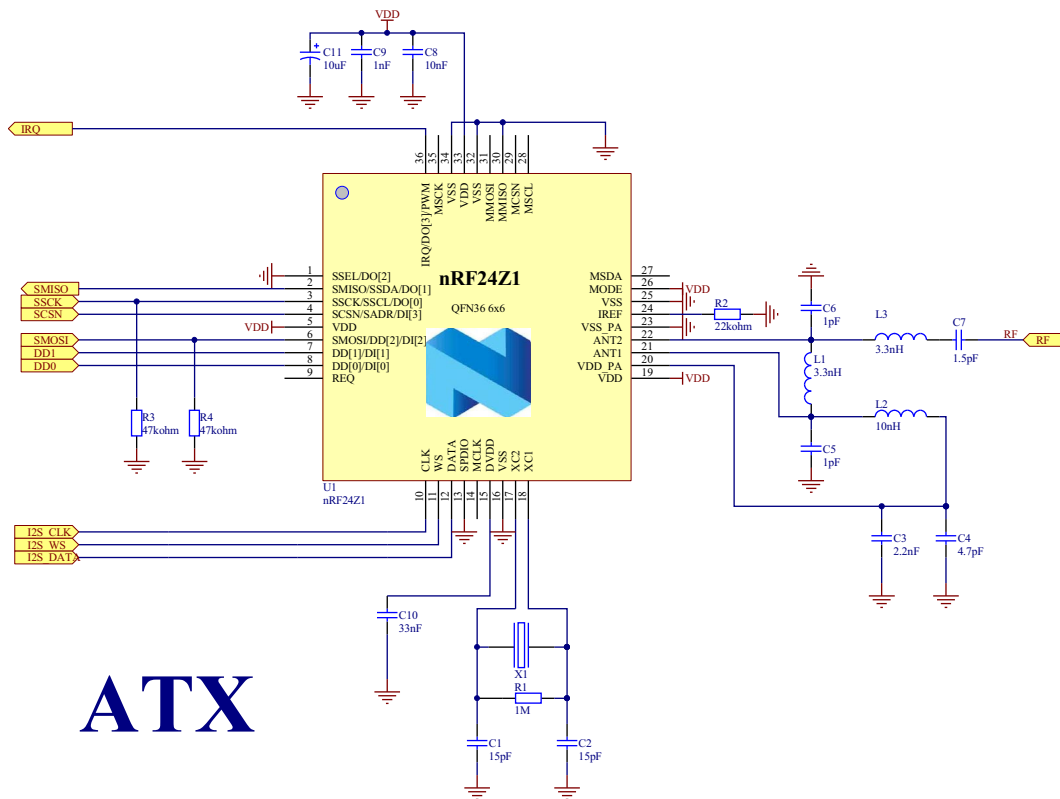 VDD
C11
10uF
C9
1nF
C8
10nF
IRQ
36
35
34
33
32
31
30
29
28
IRQ/DO[3]/PWM
MSCK
VSS
VDD
VSS
MMOSI
MMISO
MCSN
MSCL
nRF24Z1
QFN36 6x6
1 SSEL/DO[2]
SMISO 2 SMISO/SSDA/DO[1]
SSCK 3 SSCK/SSCL/DO[0]
SCSN 4 SCSN/SADR/DI[3]
VDD 5 VDD
SMOSI 6 SMOSI/DD[2]/DI[2]
DD1 7 DD[1]/DI[1]
DD0 8 DD[0]/DI[0]
9 REQ
MSDA 27
MODE 26 VDD
VSS 25
IREF 24
VSS_PA 23
ANT2 22
ANT1 21
VDD_PA 20
VDD 19 VDD
R2
22kohm
C6
1pF
L3
3.3nH
C7
1.5pF
RF
RF
L1
3.3nH
L2
10nH
C5
1pF
C3
2.2nF
C4
4.7pF
R3
47kohm
R4
47kohm
CLK
WS
DATA
SPDIO
MCLK
DVDD
VSS
XC2
XC1
U1
nRF24Z1
10
11
12
13
14
15
16
17
18
I2S_CLK
I2S_WS
I2S_DATA
C10
33nF
X1
R1
1M
C1
15pF
C2
15pF
ATX